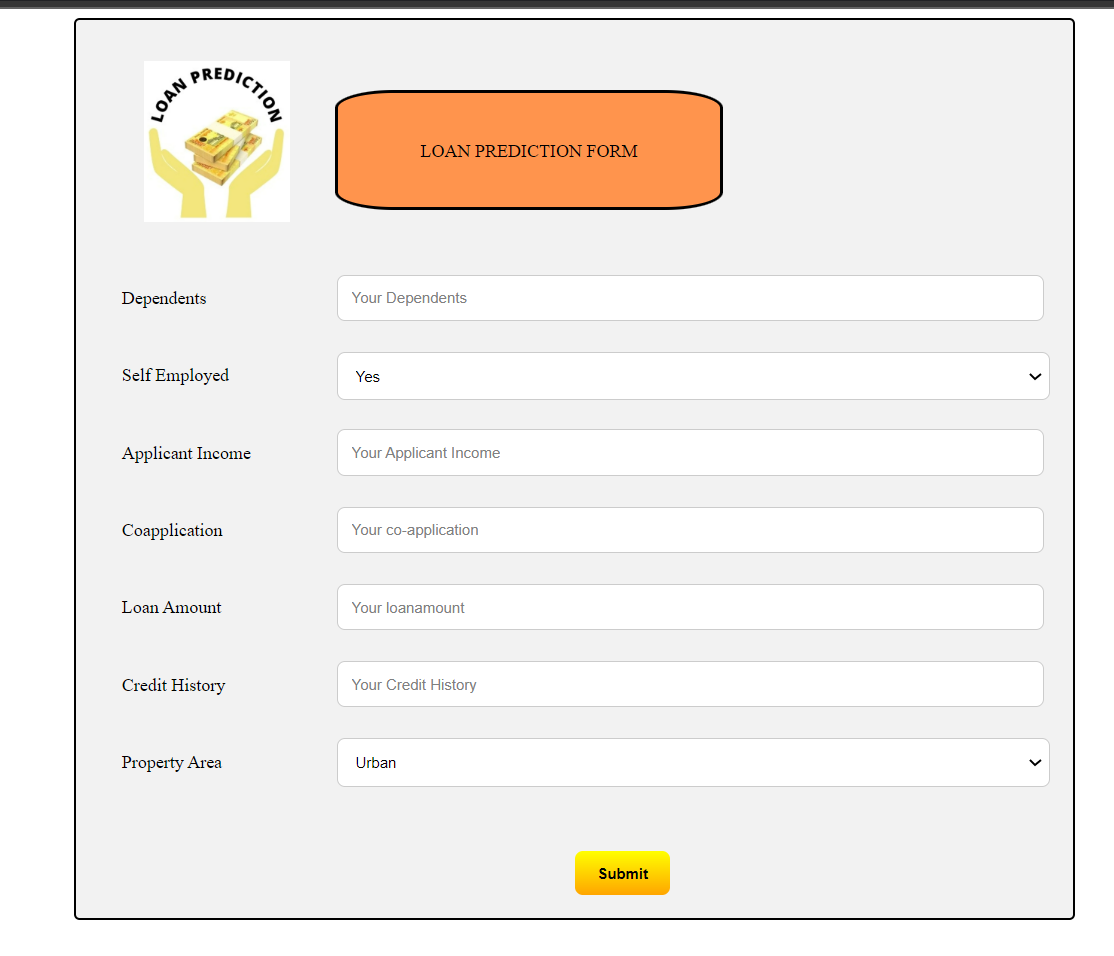 LOAN PREDICTION
LOAN PREDICTION FORM
Dependents
Your Dependents
Self Employed
Yes
Applicant Income
Your Applicant Income
Coapplication
Your co-application
Loan Amount
Your loanamount
Credit History
Your Credit History
Property Area
Urban
Submit